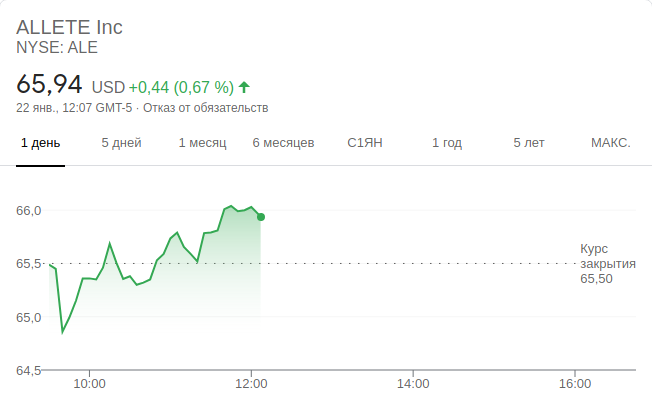 ALLETE Inc
NYSE: ALE
65,94 USD +0,44 (0,67 %)
22 янв., 12:07 GMT-5 · Отказ от обязательств
1 день 5 дней 1 месяц 6 месяцев С1ЯН 1 год 5 лет МАКС.
66,0
65,5
65,0
64,5
Курс
закрытия
65,50
10:00 12:00 14:00 16:00